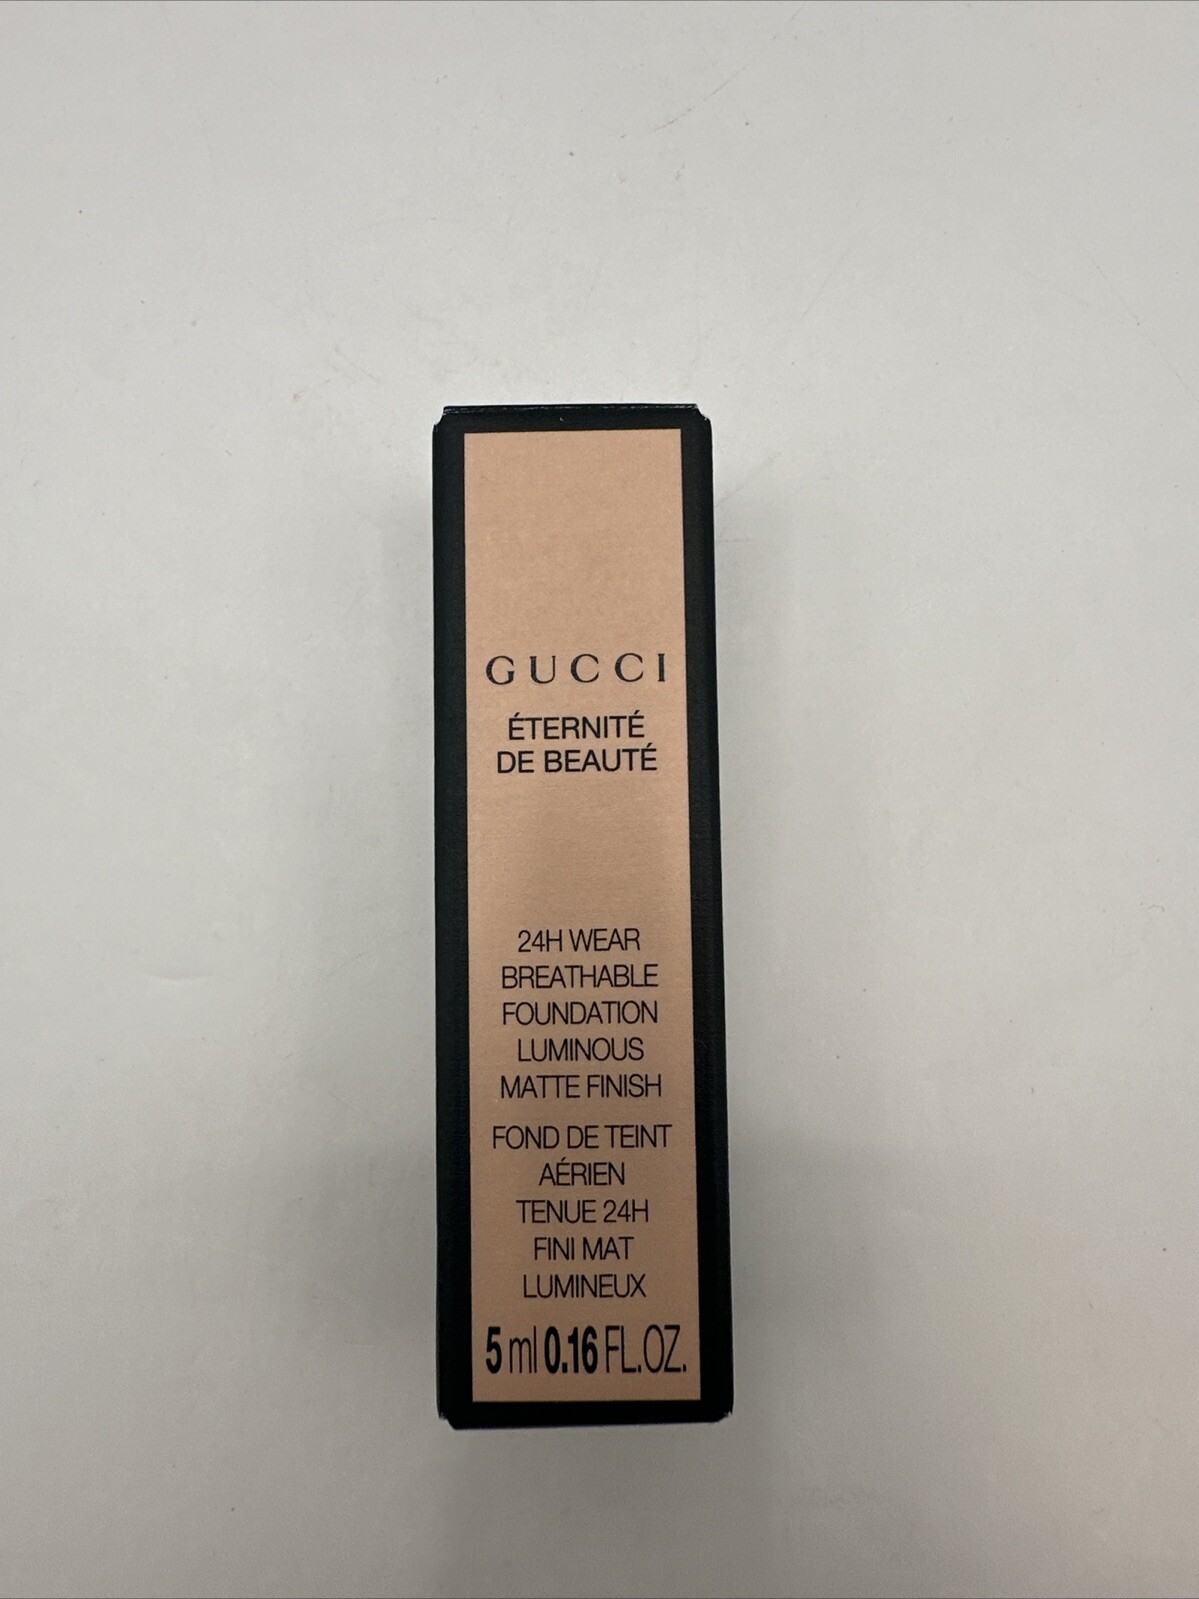 GUCCI
ÉTERNITÉ
DE BEAUTÉ
24H WEAR
BREATHABLE
FOUNDATION
LUMINOUS
MATTE FINISH
FOND DE TEINT
AÉRIEN
TENUE 24H
FINI MAT
LUMINEUX
5 ml 0.16 FL.OZ.